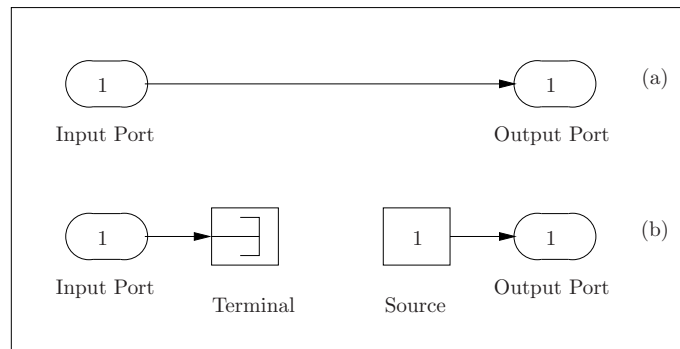 1 1 (a)
Input Port Output Port
1 1 1 (b)
Input Port Terminal Source Output Port